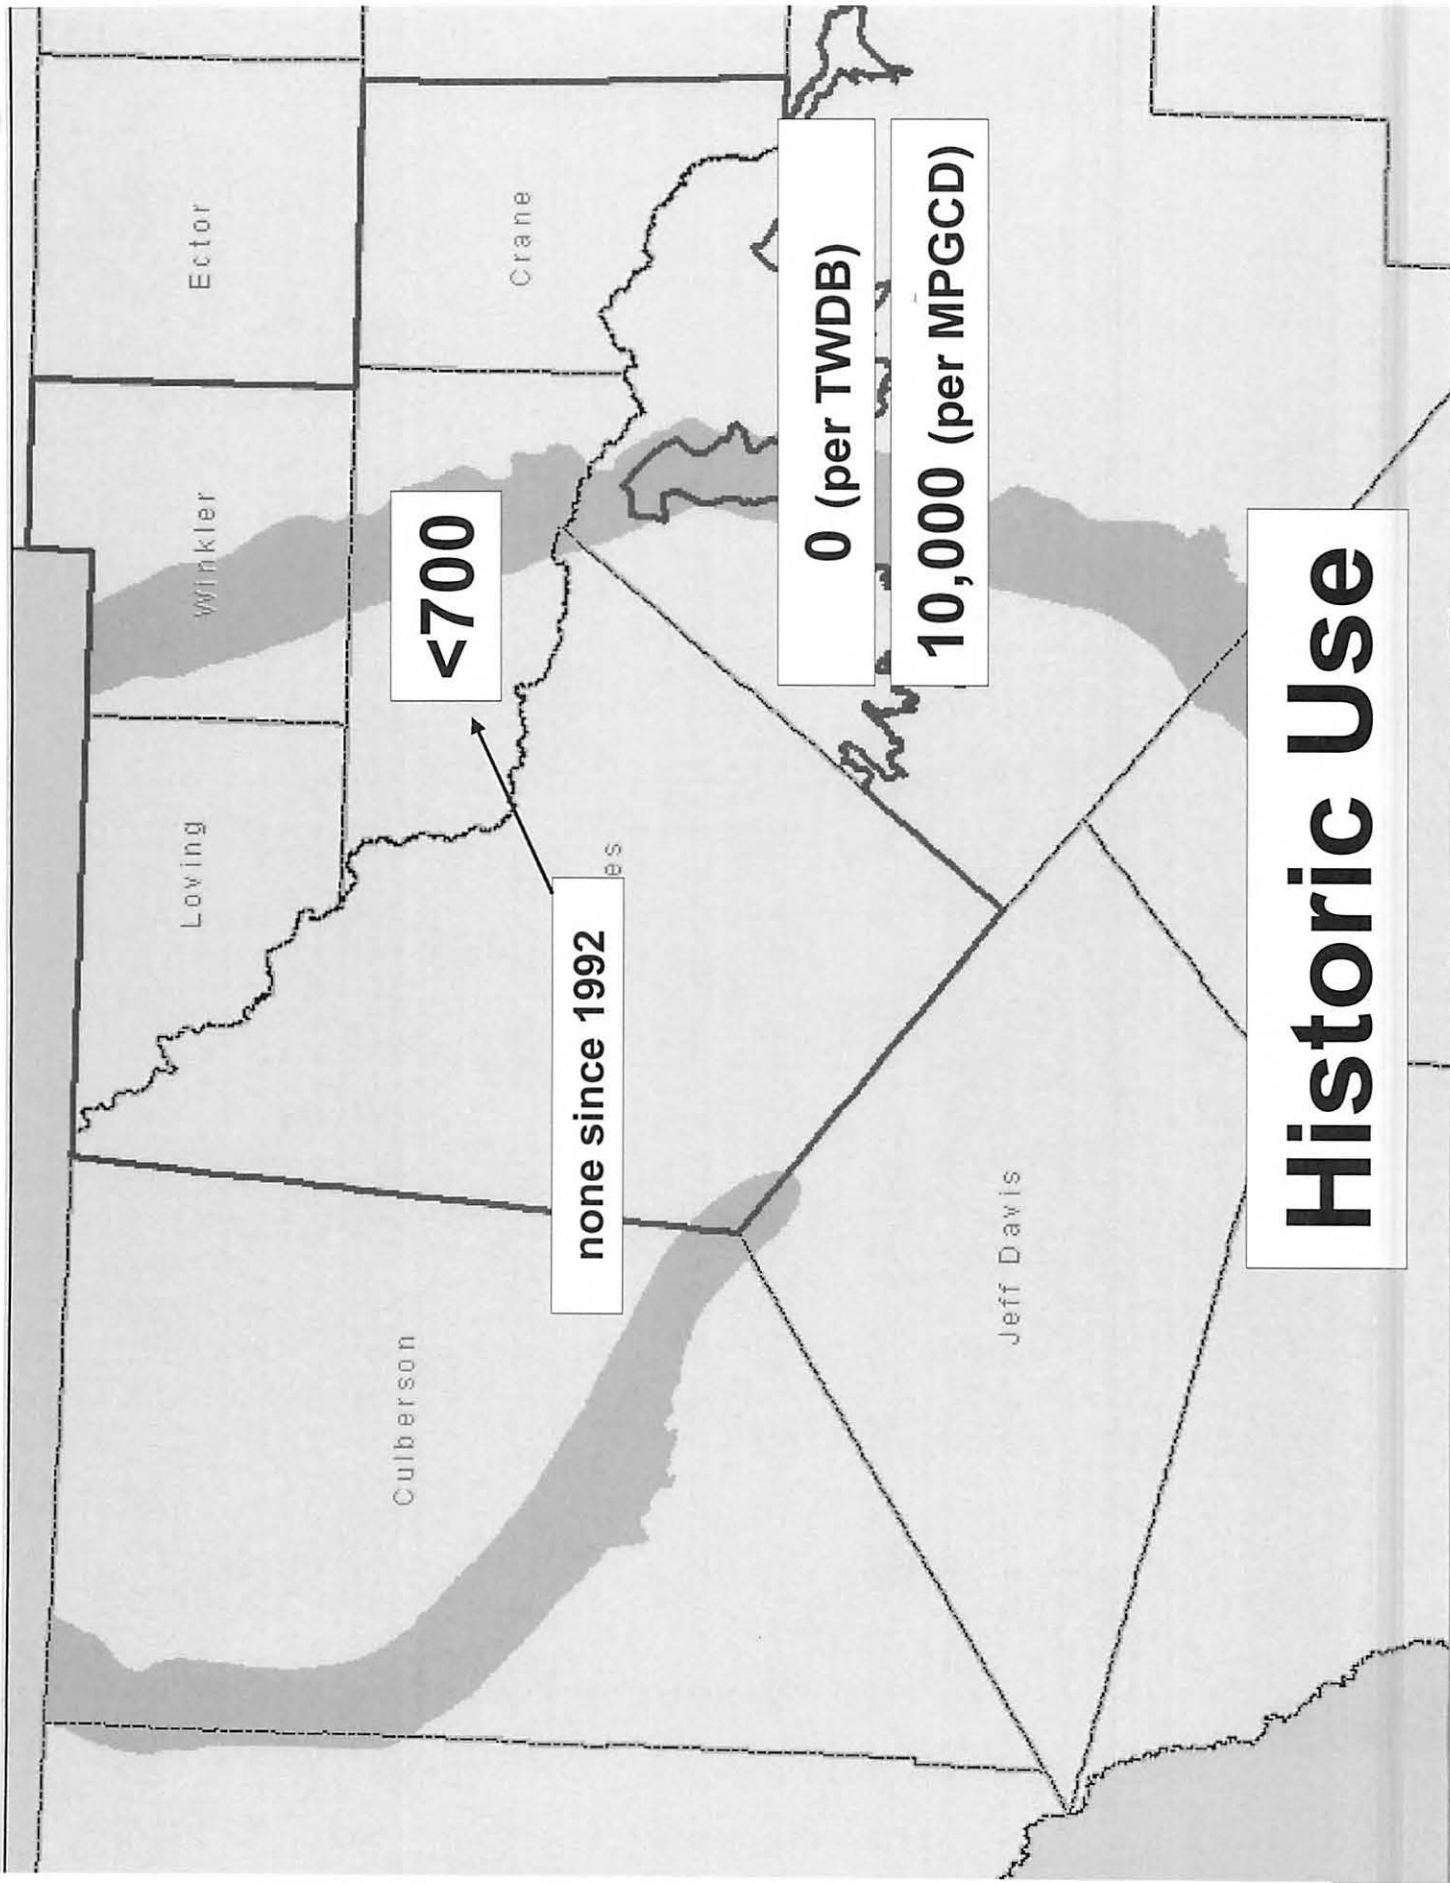 Loving
Winkler
Ector
Culberson
<700
Crane
none since 1992
es
0 (per TWDB)
10,000 (per MPGCD)
Jeff Davis
Historic Use